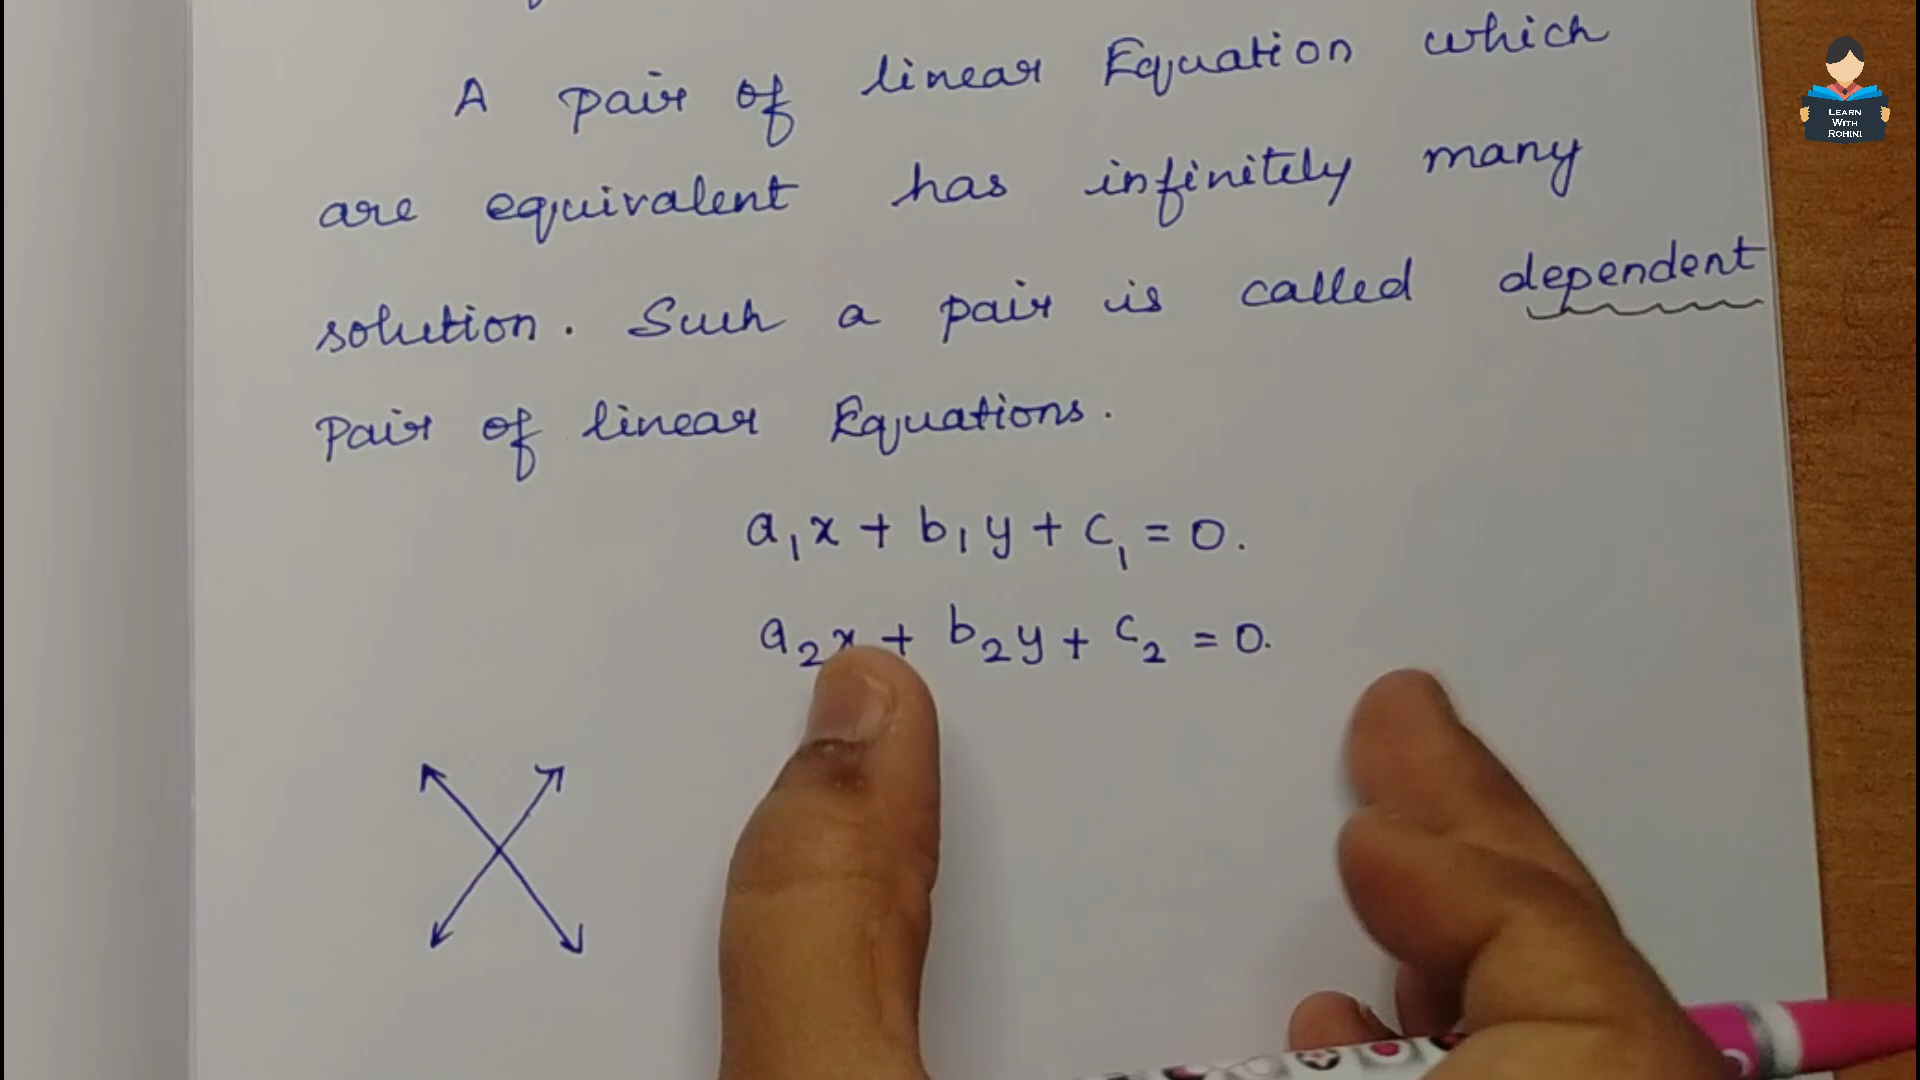 A pair of linear Equation which
are equivalent has infinitely many
solution. Such a pair is called dependent
Pair of linear Equations.
a₁x + b₁y + c₁ = 0.
a₂x + b₂y + c₂ = 0.
LEARN
WITH
ROHINI